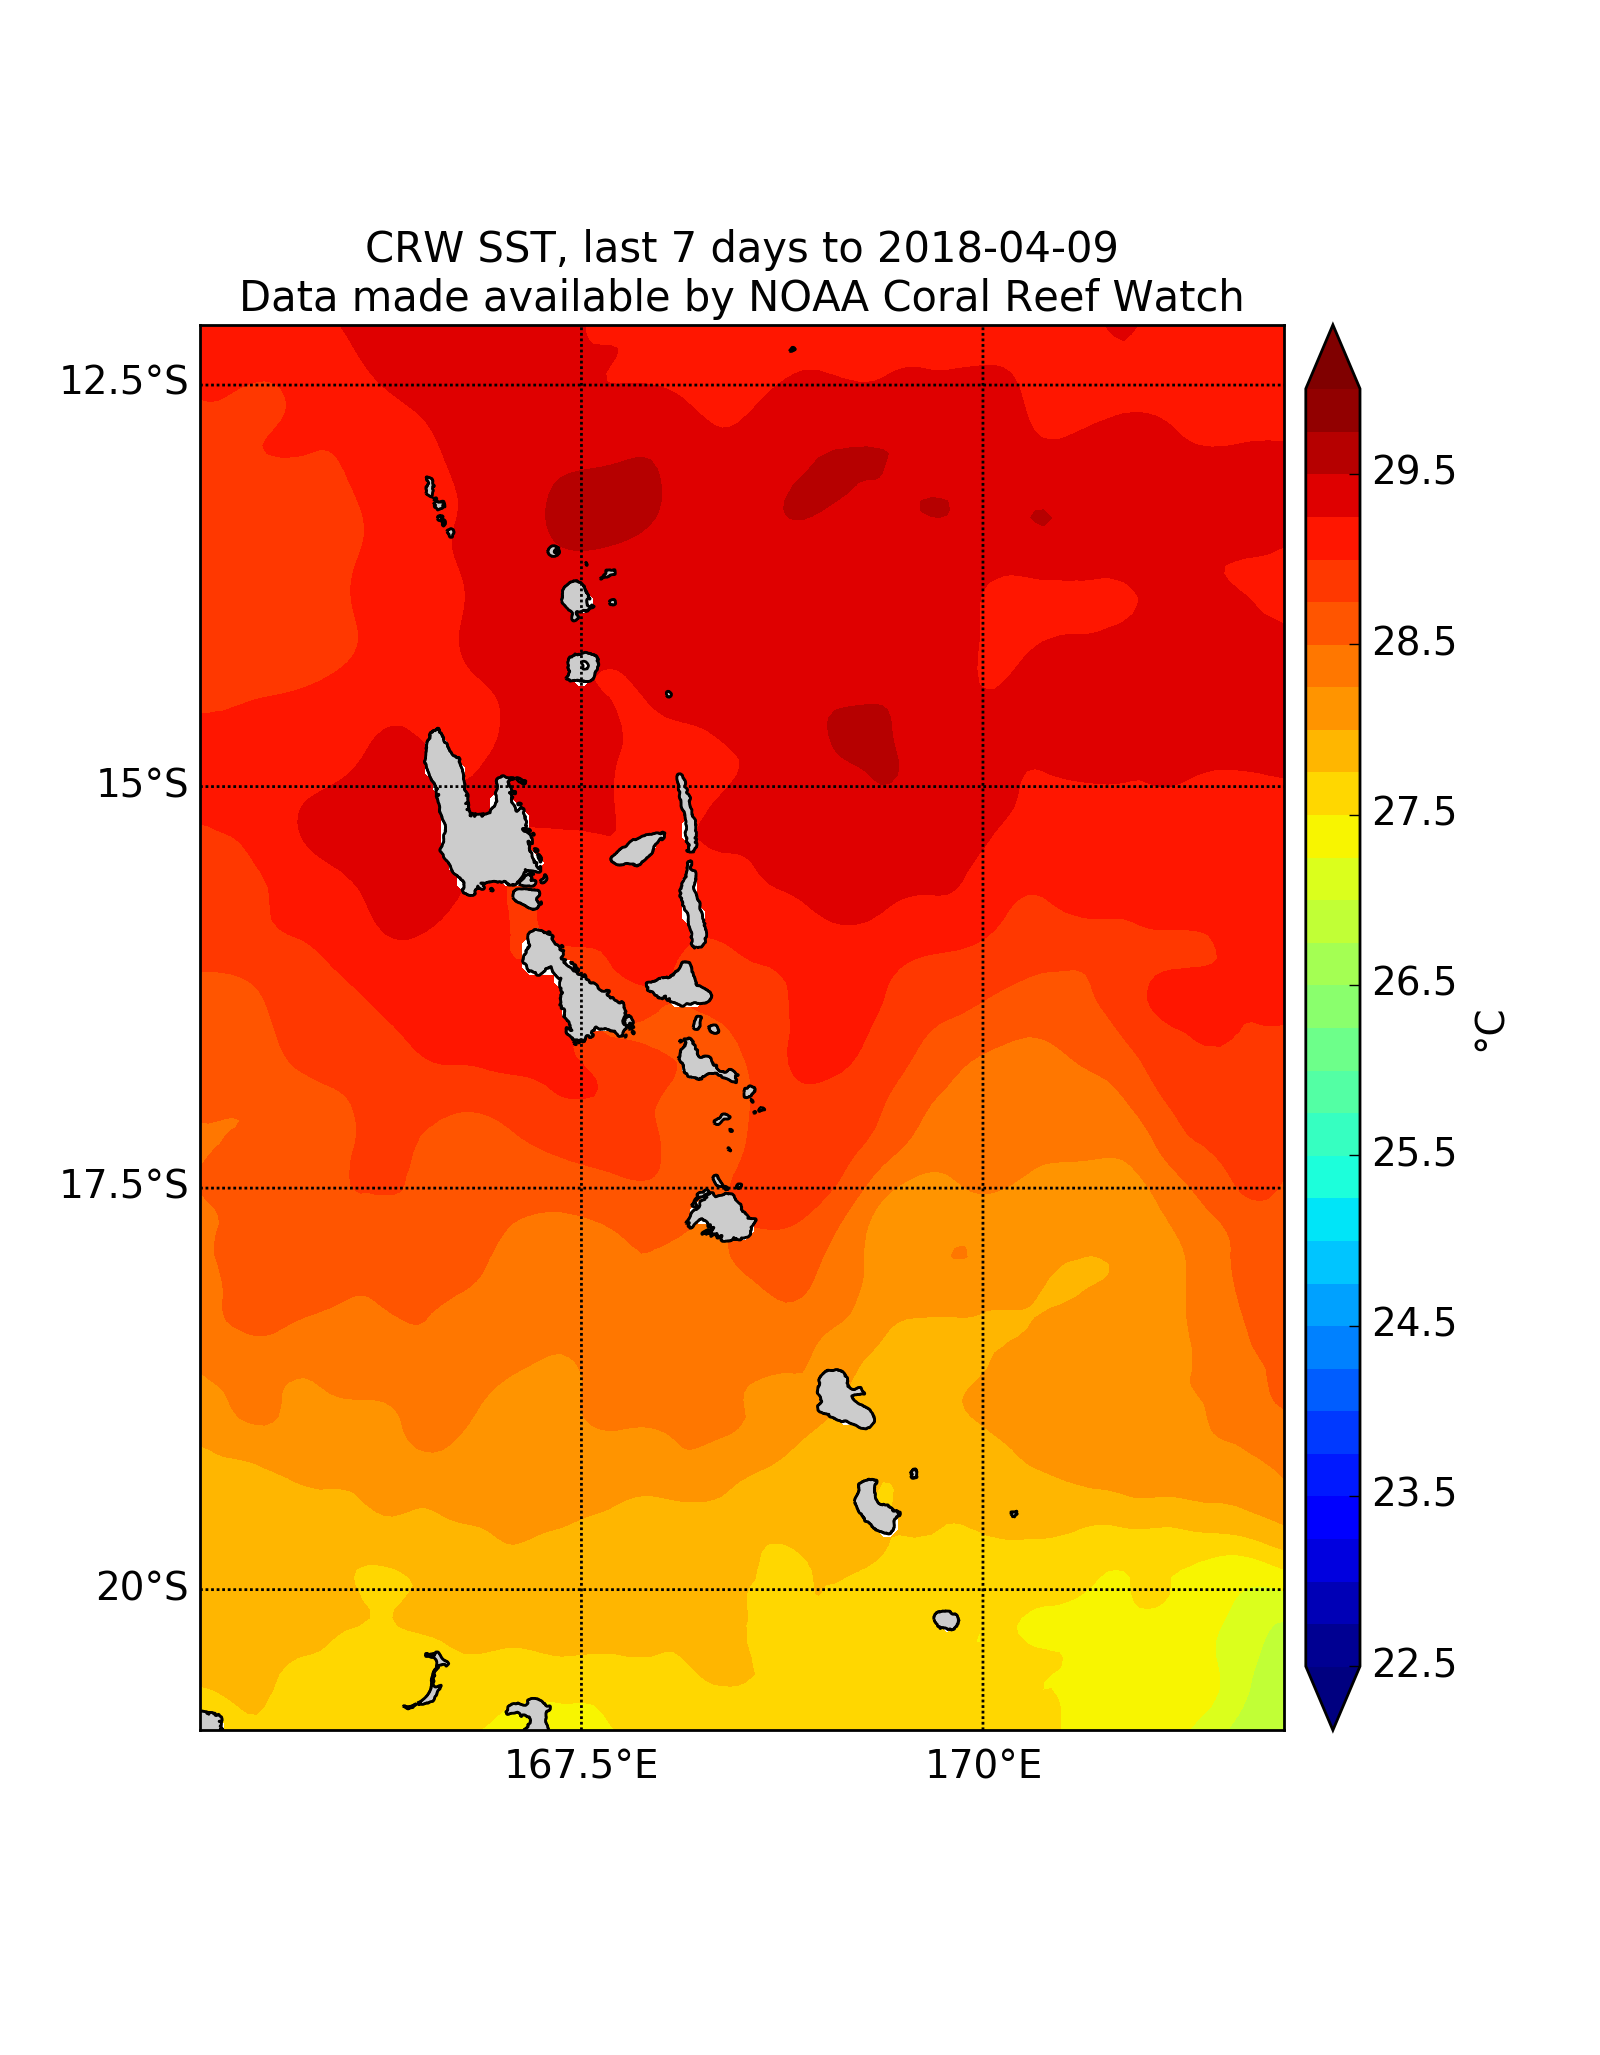 CRW SST, last 7 days to 2018-04-09
Data made available by NOAA Coral Reef Watch
12.5°S
15°S
17.5°S
20°S
167.5°E
170°E
29.5
28.5
27.5
26.5
25.5
24.5
23.5
22.5
°C